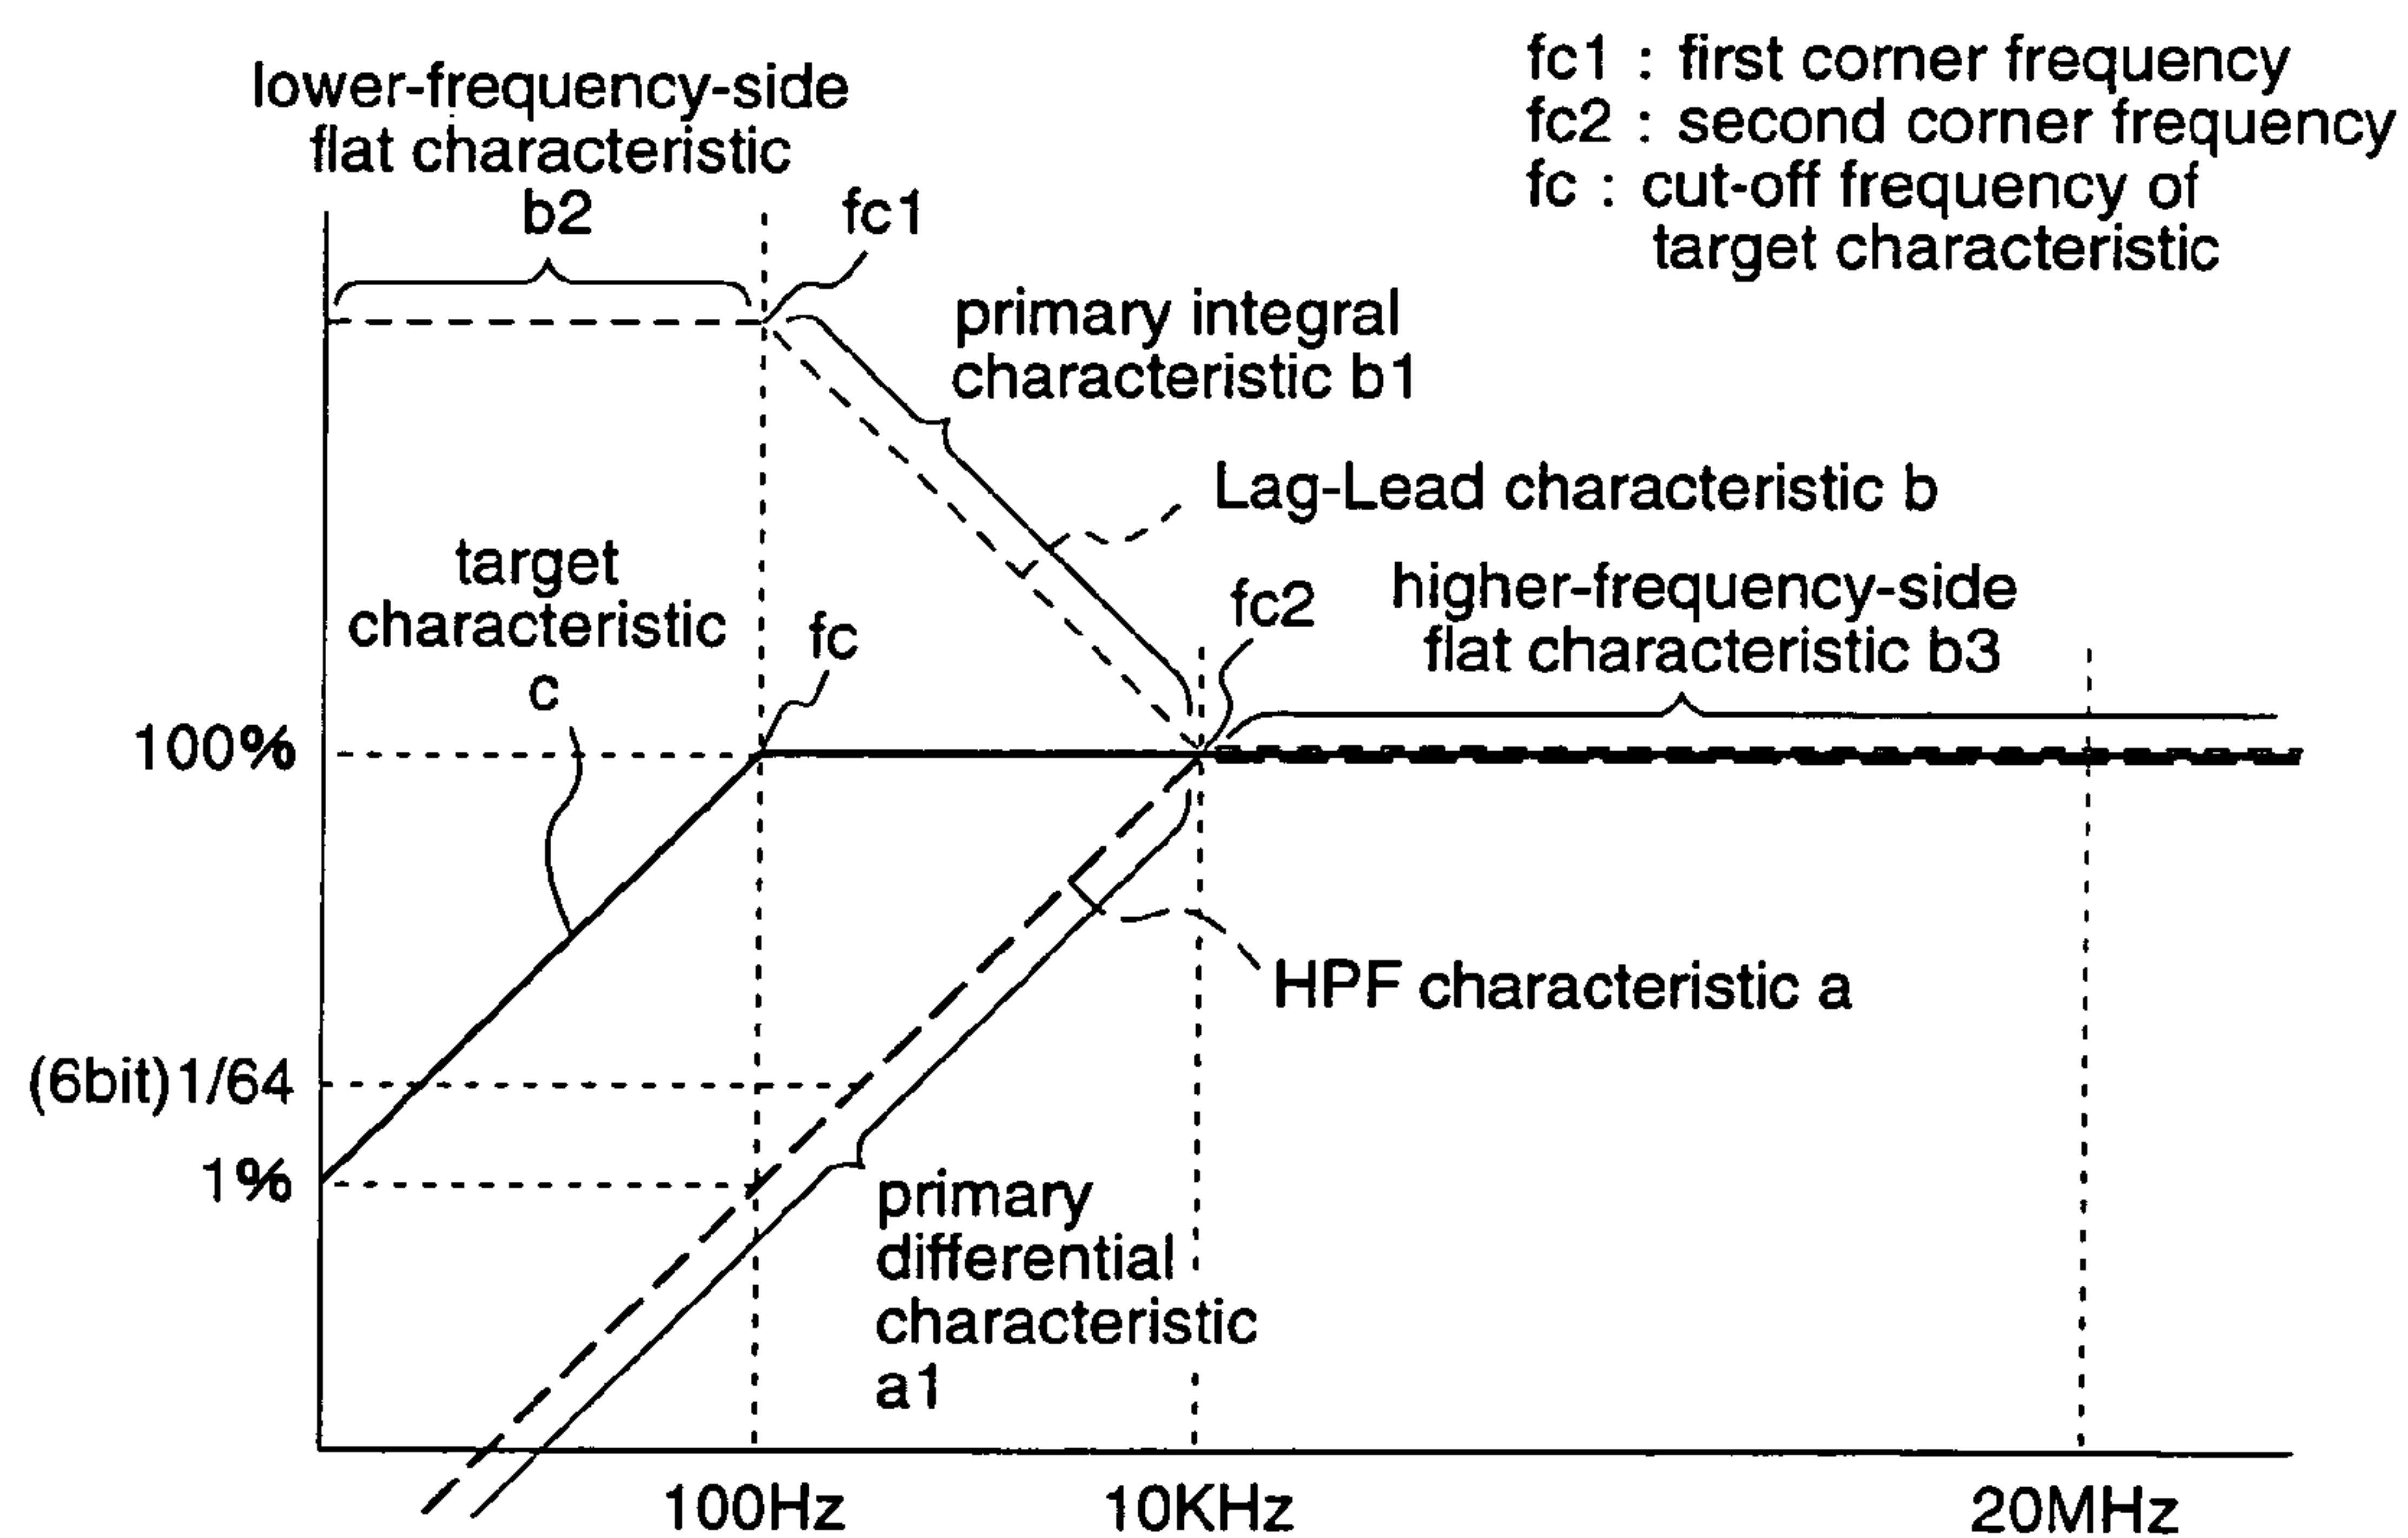 fc1 : first corner frequency
fc2 : second corner frequency
fc : cut-off frequency of
target characteristic
lower-frequency-side
flat characteristic
b2
fc1
primary integral
characteristic b1
Lag-Lead characteristic b
target
characteristic
c
fc
fc2
higher-frequency-side
flat characteristic b3
100%
HPF characteristic a
(6bit)1/64
1%
primary
differential
characteristic
a1
100Hz
10KHz
20MHz